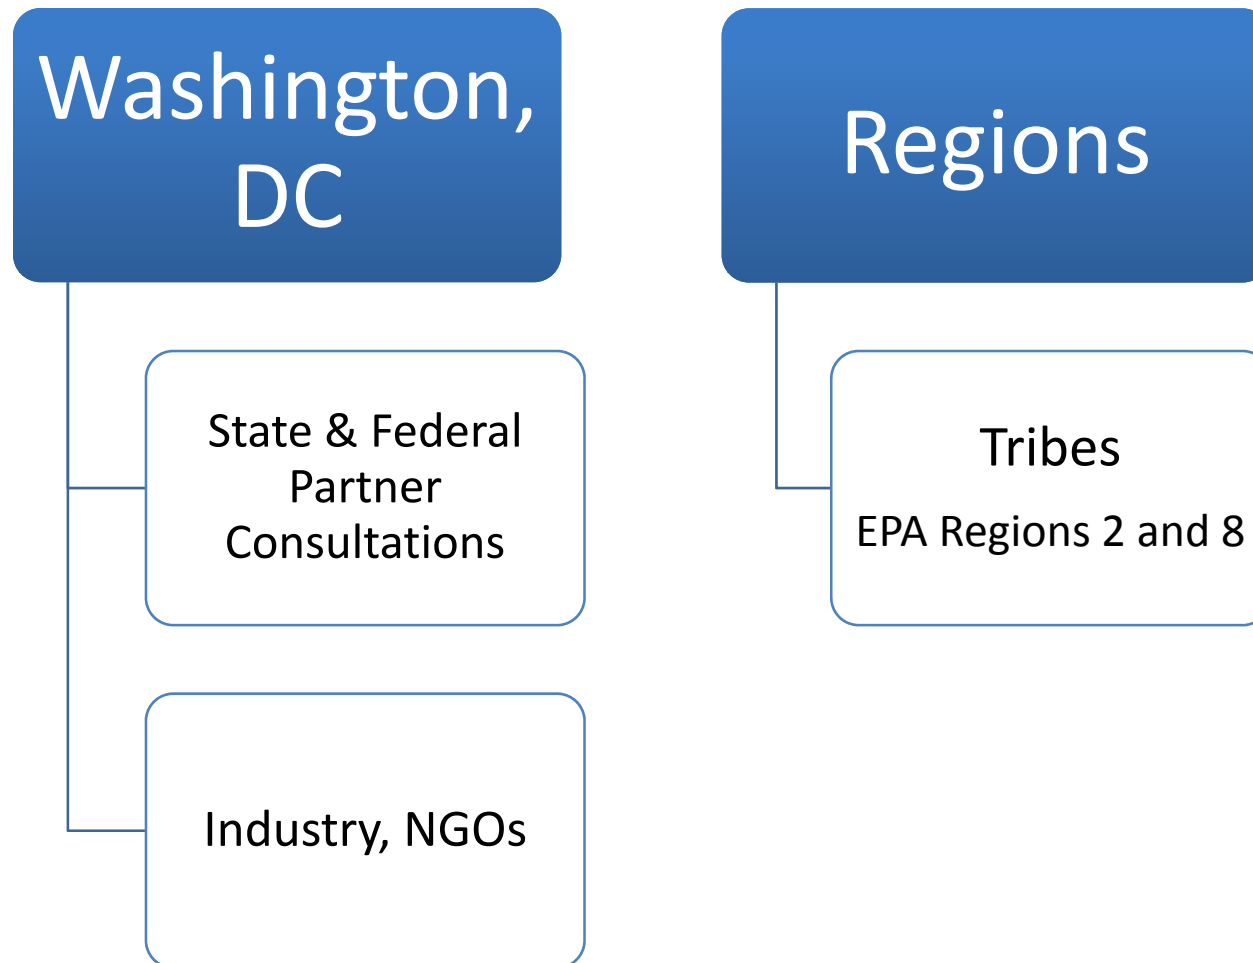 Washington,
DC
State & Federal
Partner
Consultations
Industry, NGOs
Regions
Tribes
EPA Regions 2 and 8